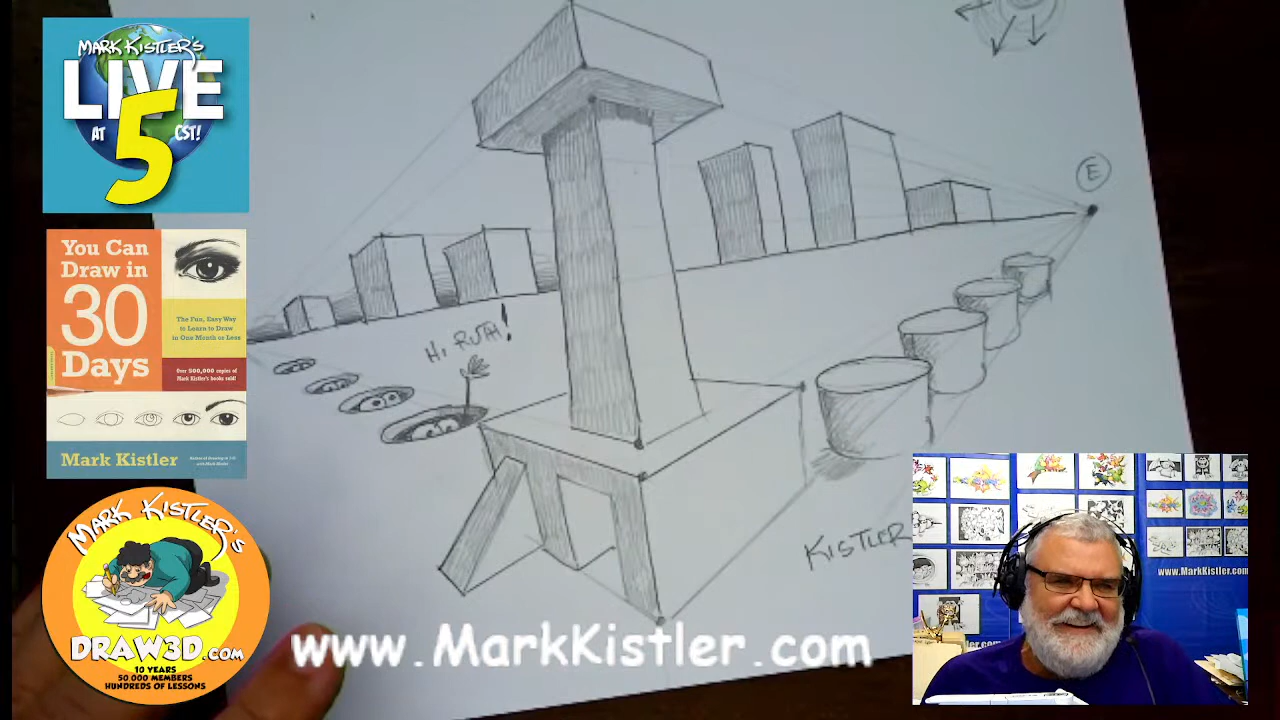 MARK KISTLER'S
LIVE
AT 5 CST!
You Can
Draw in
30
Days
The Fun, Easy Way
to Learn to Draw
in One Month or Less
Over 500,000 copies of
Mark Kistler's books sold!
Mark Kistler
MARK KISTLER'S
DRAW3D.COM
10 YEARS
50,000 MEMBERS
HUNDREDS OF LESSONS
E
HI RUTH!
KISTLER
www.MarkKistler.com
www.MarkKistler.com